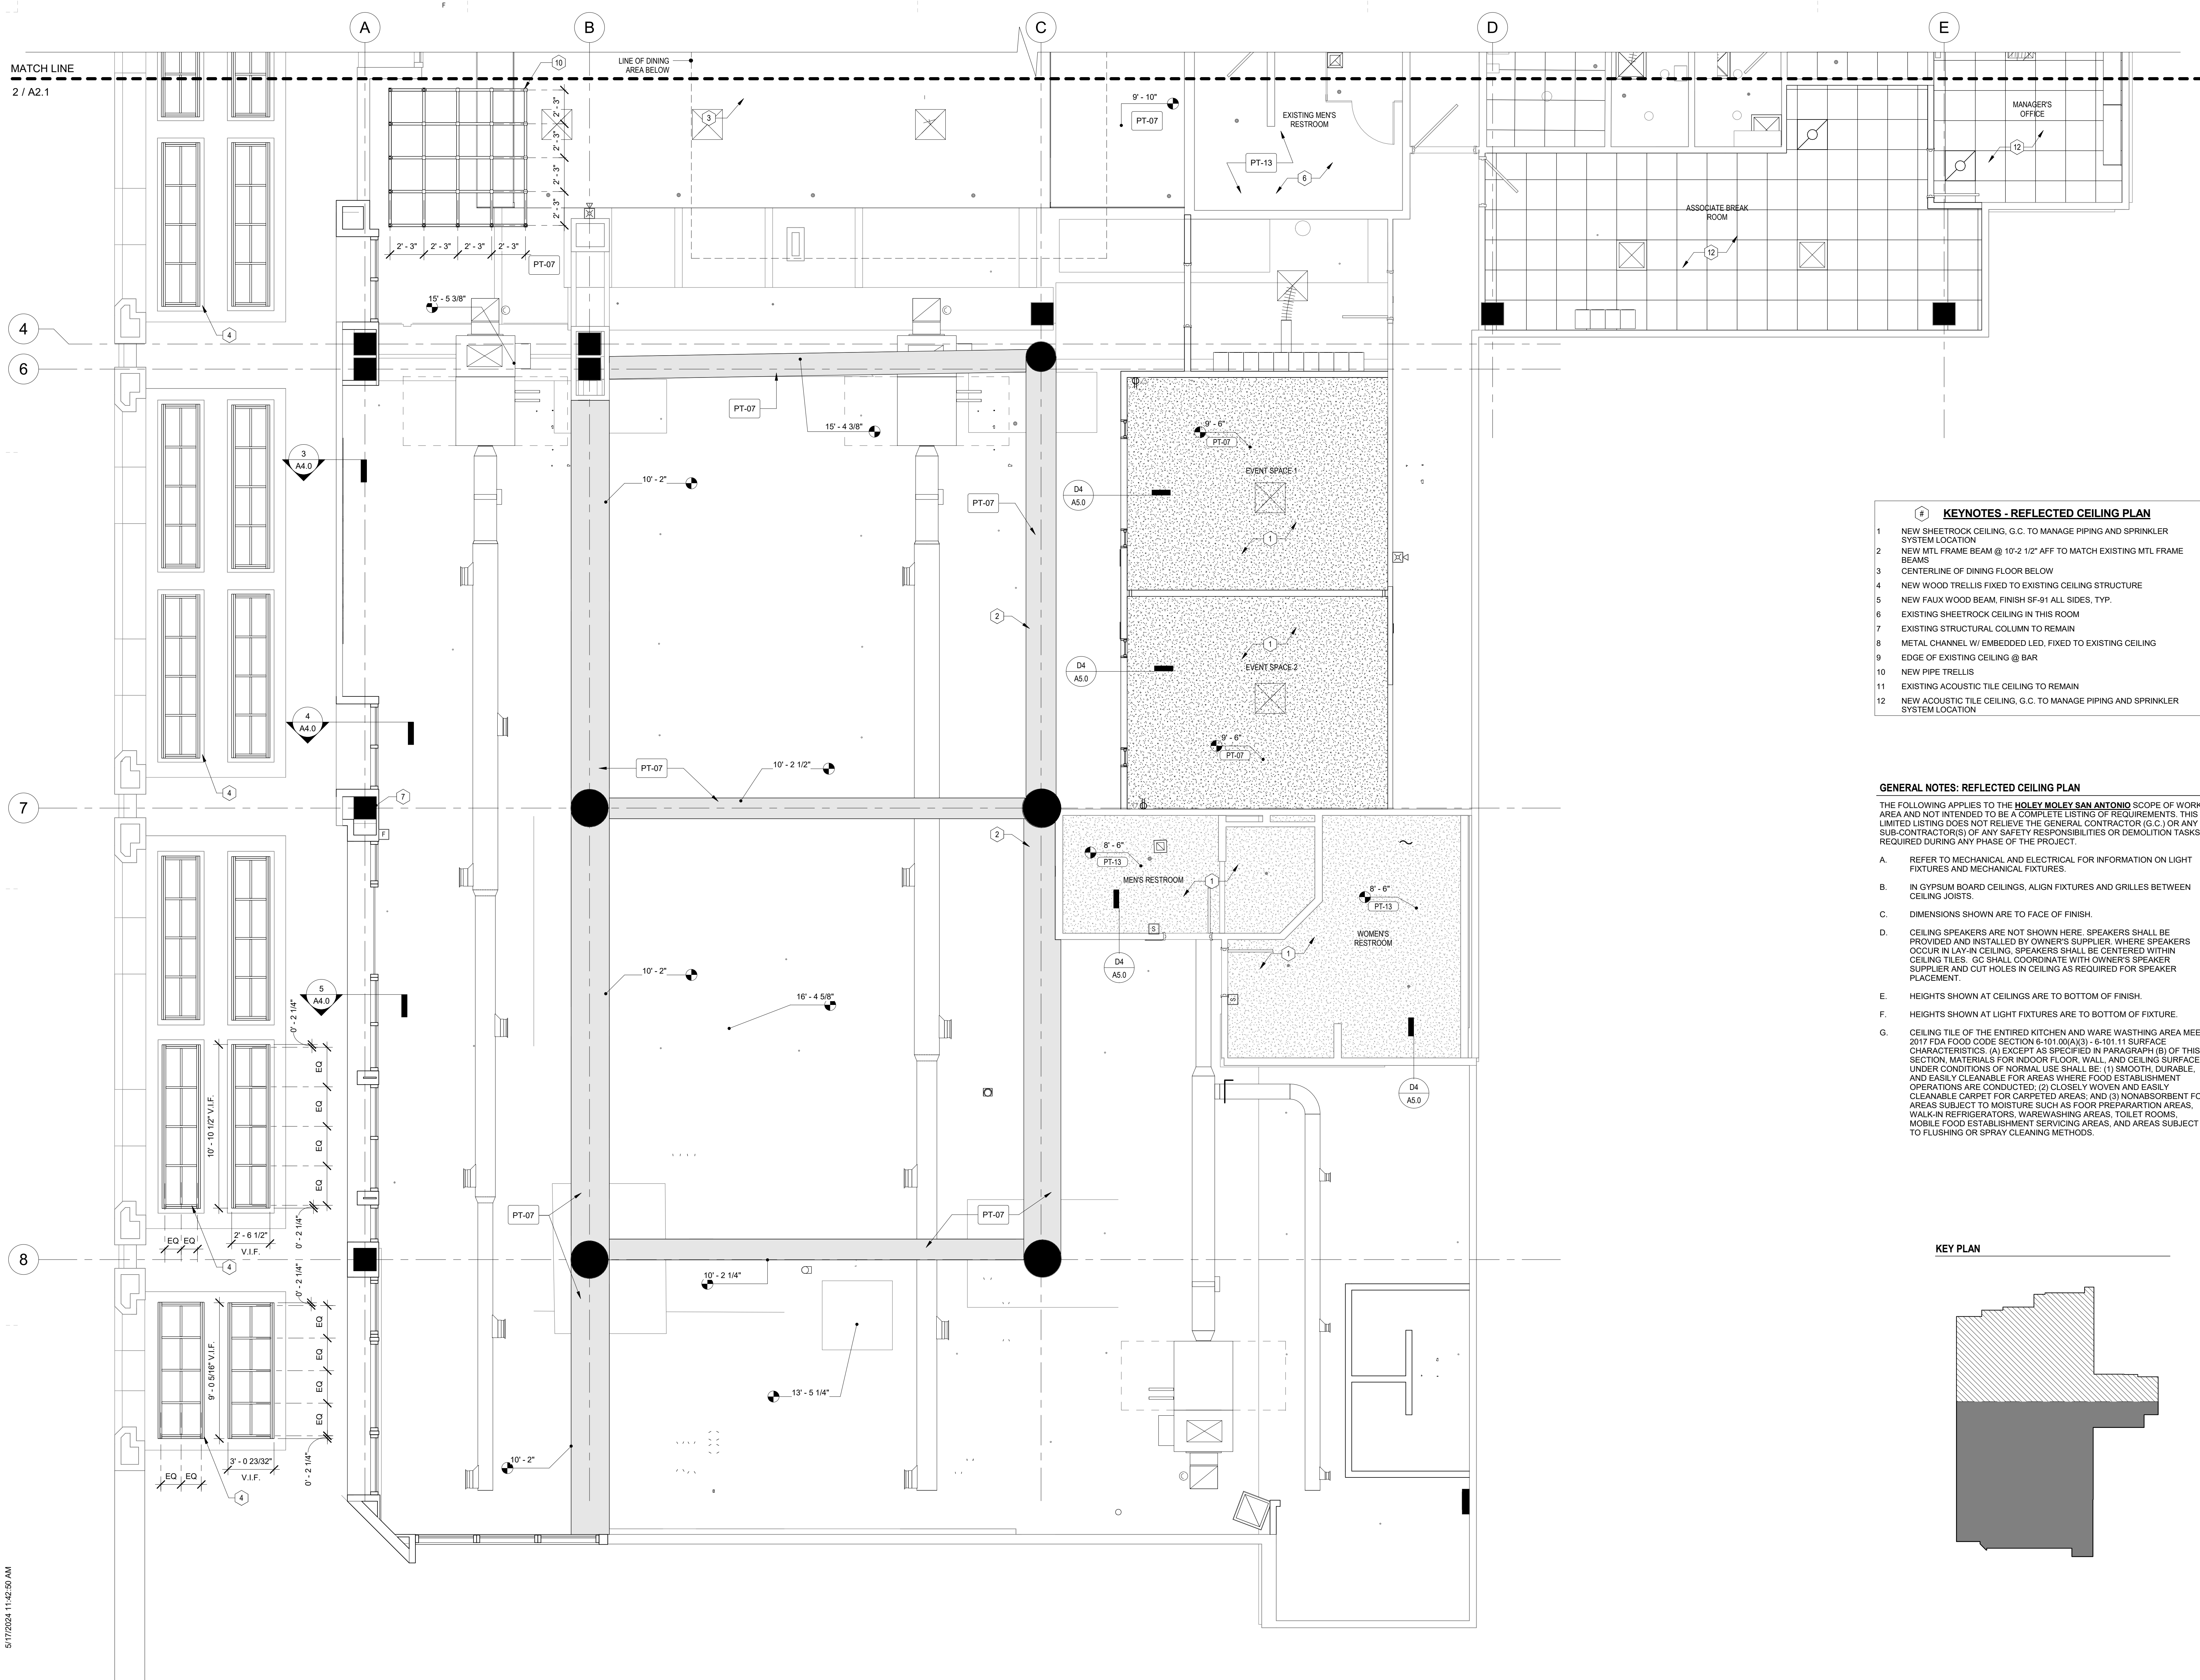 F
A
B
C
D
E
MATCH LINE
2 / A2.1
LINE OF DINING
AREA BELOW
10
3
9' - 10"
PT-07
EXISTING MEN'S
RESTROOM
PT-13
6
MANAGER'S
OFFICE
12
ASSOCIATE BREAK
ROOM
12
2' - 3"
2' - 3"
2' - 3"
2' - 3"
2' - 3"
2' - 3"
2' - 3"
2' - 3"
PT-07
15' - 5 3/8"
4
4
6
PT-07
15' - 4 3/8"
9' - 6"
PT-07
EVENT SPACE 1
3
A4.0
10' - 2"
PT-07
D4
A5.0
1
2
1
EVENT SPACE 2
D4
A5.0
4
A4.0
9' - 6"
PT-07
PT-07
10' - 2 1/2"
4
7
7
F
2
8' - 6"
PT-13
MEN'S RESTROOM
1
8' - 6"
PT-13
S
WOMEN'S
RESTROOM
1
D4
A5.0
10' - 2"
5
A4.0
16' - 4 5/8"
S
0' - 2 1/4"
EQ
EQ
EQ
EQ
10' - 10 1/2" V.I.F.
D4
A5.0
PT-07
PT-07
0' - 2 1/4"
EQ EQ
2' - 6 1/2"
V.I.F.
8
4
10' - 2 1/4"
0' - 2 1/4"
EQ
EQ
EQ
EQ
9' - 0 5/16" V.I.F.
13' - 5 1/4"
10' - 2"
0' - 2 1/4"
EQ EQ
3' - 0 23/32"
V.I.F.
4
5/17/2024 11:42:50 AM
# KEYNOTES - REFLECTED CEILING PLAN
1 NEW SHEETROCK CEILING, G.C. TO MANAGE PIPING AND SPRINKLER
SYSTEM LOCATION
2 NEW MTL FRAME BEAM @ 10'-2 1/2" AFF TO MATCH EXISTING MTL FRAME
BEAMS
3 CENTERLINE OF DINING FLOOR BELOW
4 NEW WOOD TRELLIS FIXED TO EXISTING CEILING STRUCTURE
5 NEW FAUX WOOD BEAM, FINISH SF-91 ALL SIDES, TYP.
6 EXISTING SHEETROCK CEILING IN THIS ROOM
7 EXISTING STRUCTURAL COLUMN TO REMAIN
8 METAL CHANNEL W/ EMBEDDED LED, FIXED TO EXISTING CEILING
9 EDGE OF EXISTING CEILING @ BAR
10 NEW PIPE TRELLIS
11 EXISTING ACOUSTIC TILE CEILING TO REMAIN
12 NEW ACOUSTIC TILE CEILING, G.C. TO MANAGE PIPING AND SPRINKLER
SYSTEM LOCATION
GENERAL NOTES: REFLECTED CEILING PLAN
THE FOLLOWING APPLIES TO THE HOLEY MOLEY SAN ANTONIO SCOPE OF WORK
AREA AND NOT INTENDED TO BE A COMPLETE LISTING OF REQUIREMENTS. THIS
LIMITED LISTING DOES NOT RELIEVE THE GENERAL CONTRACTOR (G.C.) OR ANY
SUB-CONTRACTOR(S) OF ANY SAFETY RESPONSIBILITIES OR DEMOLITION TASKS
REQUIRED DURING ANY PHASE OF THE PROJECT.
A. REFER TO MECHANICAL AND ELECTRICAL FOR INFORMATION ON LIGHT
FIXTURES AND MECHANICAL FIXTURES.
B. IN GYPSUM BOARD CEILINGS, ALIGN FIXTURES AND GRILLES BETWEEN
CEILING JOISTS.
C. DIMENSIONS SHOWN ARE TO FACE OF FINISH.
D. CEILING SPEAKERS ARE NOT SHOWN HERE. SPEAKERS SHALL BE
PROVIDED AND INSTALLED BY OWNER'S SUPPLIER. WHERE SPEAKERS
OCCUR IN LAY-IN CEILING, SPEAKERS SHALL BE CENTERED WITHIN
CEILING TILES. GC SHALL COORDINATE WITH OWNER'S SPEAKER
SUPPLIER AND CUT HOLES IN CEILING AS REQUIRED FOR SPEAKER
PLACEMENT.
E. HEIGHTS SHOWN AT CEILINGS ARE TO BOTTOM OF FINISH.
F. HEIGHTS SHOWN AT LIGHT FIXTURES ARE TO BOTTOM OF FIXTURE.
G. CEILING TILE OF THE ENTIRED KITCHEN AND WARE WASTHING AREA MEE
2017 FDA FOOD CODE SECTION 6-101.00(A)(3) - 6-101.11 SURFACE
CHARACTERISTICS. (A) EXCEPT AS SPECIFIED IN PARAGRAPH (B) OF THIS
SECTION, MATERIALS FOR INDOOR FLOOR, WALL, AND CEILING SURFACE
UNDER CONDITIONS OF NORMAL USE SHALL BE: (1) SMOOTH, DURABLE,
AND EASILY CLEANABLE FOR AREAS WHERE FOOD ESTABLISHMENT
OPERATIONS ARE CONDUCTED; (2) CLOSELY WOVEN AND EASILY
CLEANABLE CARPET FOR CARPETED AREAS; AND (3) NONABSORBENT FO
AREAS SUBJECT TO MOISTURE SUCH AS FOOR PREPARARTION AREAS,
WALK-IN REFRIGERATORS, WAREWASHING AREAS, TOILET ROOMS,
MOBILE FOOD ESTABLISHMENT SERVICING AREAS, AND AREAS SUBJECT
TO FLUSHING OR SPRAY CLEANING METHODS.
KEY PLAN